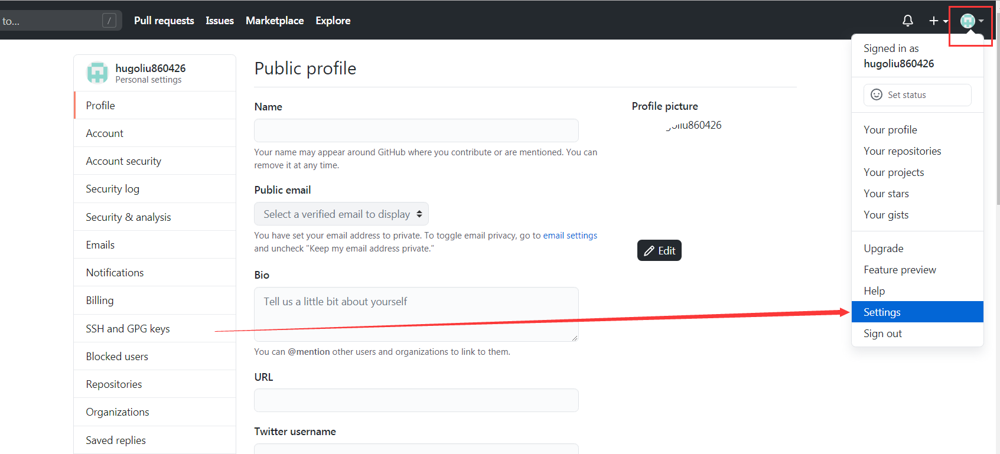 to...
/
Pull requests
Issues
Marketplace
Explore
Signed in as
hugoliu860426
Set status
Your profile
Your repositories
Your projects
Your stars
Your gists
Upgrade
Feature preview
Help
Settings
Sign out
hugoliu860426
Personal settings
Profile
Account
Account security
Security log
Security & analysis
Emails
Notifications
Billing
SSH and GPG keys
Blocked users
Repositories
Organizations
Saved replies
Public profile
Name
Your name may appear around GitHub where you contribute or are mentioned. You can
remove it at any time.
Public email
Select a verified email to display
You have set your email address to private. To toggle email privacy, go to email settings
and uncheck "Keep my email address private."
Bio
Tell us a little bit about yourself
You can @mention other users and organizations to link to them.
URL
Twitter username
Profile picture
Edit